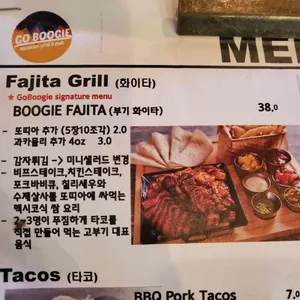 GO BOOGIE
MEN
Fajita Grill (화이타)
★ GoBoogie signature menu
BOOGIE FAJITA (부기 화이타) 38.0
- 또띠아 추가 (5장10조각) 2.0
과카몰리 추가 4oz 3.0
- 감자튀김 -> 미니샐러드 변경
- 비프스테이크,치킨스테이크,
포크바비큐, 칠리새우와
수제살사를 또띠아에 싸먹는
멕시코식 쌈 요리
- 2~3명이 푸짐하게 타코를
직접 만들어 먹는 고부기 대표
음식
Tacos (타코)
BBQ Pork Tacos 7.0